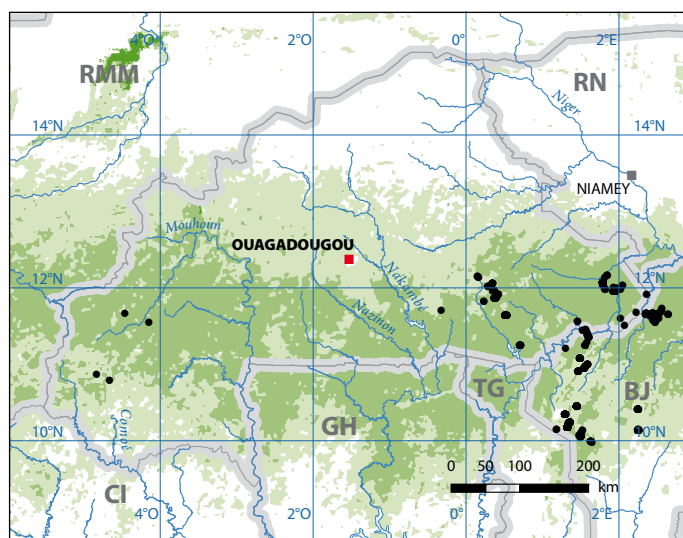 4°O 2°O 0° 2°E
RMM RN
Niger
14°N 14°N
NIAMEY
Mouhoun
OUAGADOUGOU
Nakambe
12°N 12°N
Nazinon
TG BJ
GH
Comoé
10°N 10°N
0 50 100 200
km
CI
4°O 2°O 0° 2°E